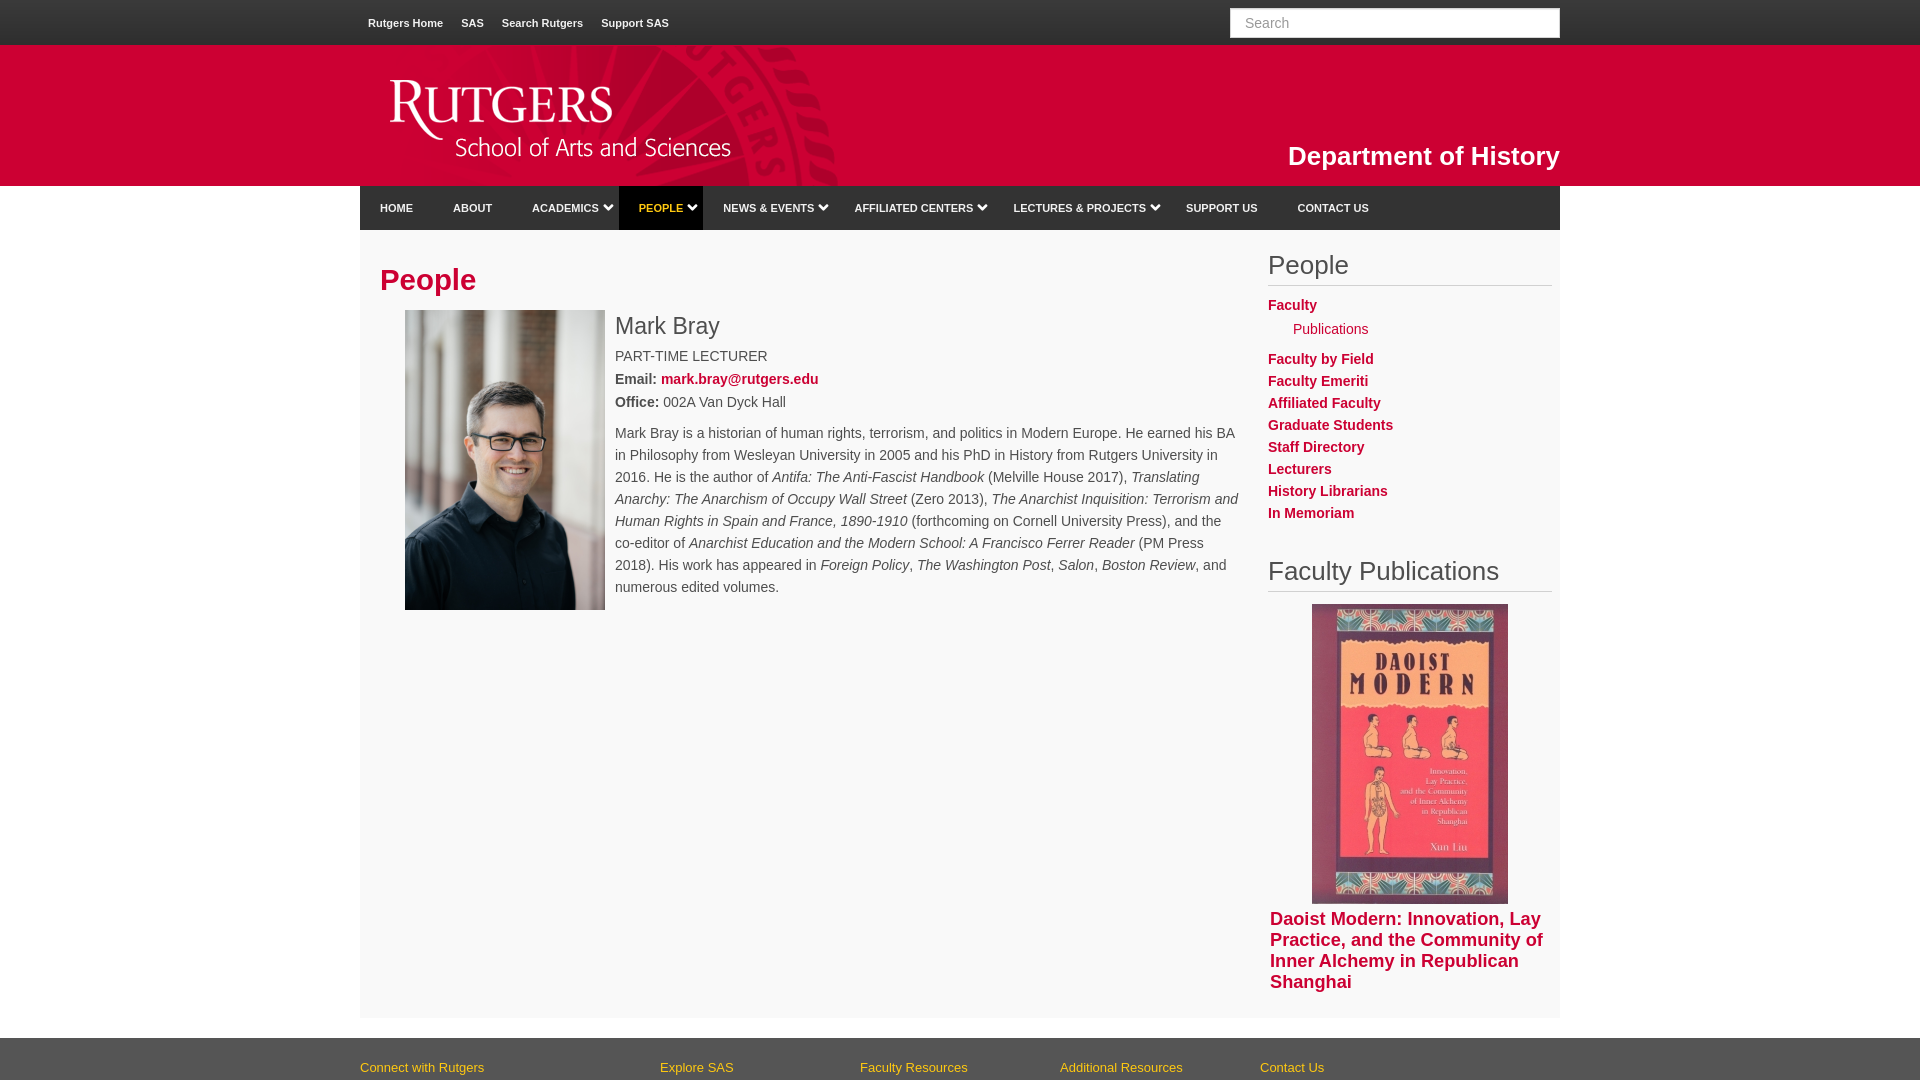 Rutgers Home SAS Search Rutgers Support SAS
Search
RUTGERS
School of Arts and Sciences
RUTGERS
Department of History
HOME ABOUT ACADEMICS PEOPLE NEWS & EVENTS AFFILIATED CENTERS LECTURES & PROJECTS SUPPORT US CONTACT US
People
Mark Bray
PART-TIME LECTURER
Email: mark.bray@rutgers.edu
Office: 002A Van Dyck Hall
Mark Bray is a historian of human rights, terrorism, and politics in Modern Europe. He earned his BA
in Philosophy from Wesleyan University in 2005 and his PhD in History from Rutgers University in
2016. He is the author of Antifa: The Anti-Fascist Handbook (Melville House 2017), Translating
Anarchy: The Anarchism of Occupy Wall Street (Zero 2013), The Anarchist Inquisition: Terrorism and
Human Rights in Spain and France, 1890-1910 (forthcoming on Cornell University Press), and the
co-editor of Anarchist Education and the Modern School: A Francisco Ferrer Reader (PM Press
2018). His work has appeared in Foreign Policy, The Washington Post, Salon, Boston Review, and
numerous edited volumes.
People
Faculty
Publications
Faculty by Field
Faculty Emeriti
Affiliated Faculty
Graduate Students
Staff Directory
Lecturers
History Librarians
In Memoriam
Faculty Publications
DAOIST
MODERN
Innovation,
Lay Practice,
and the Community
of Inner Alchemy
in Republican
Shanghai
Xun Liu
Daoist Modern: Innovation, Lay
Practice, and the Community of
Inner Alchemy in Republican
Shanghai
Connect with Rutgers Explore SAS Faculty Resources Additional Resources Contact Us